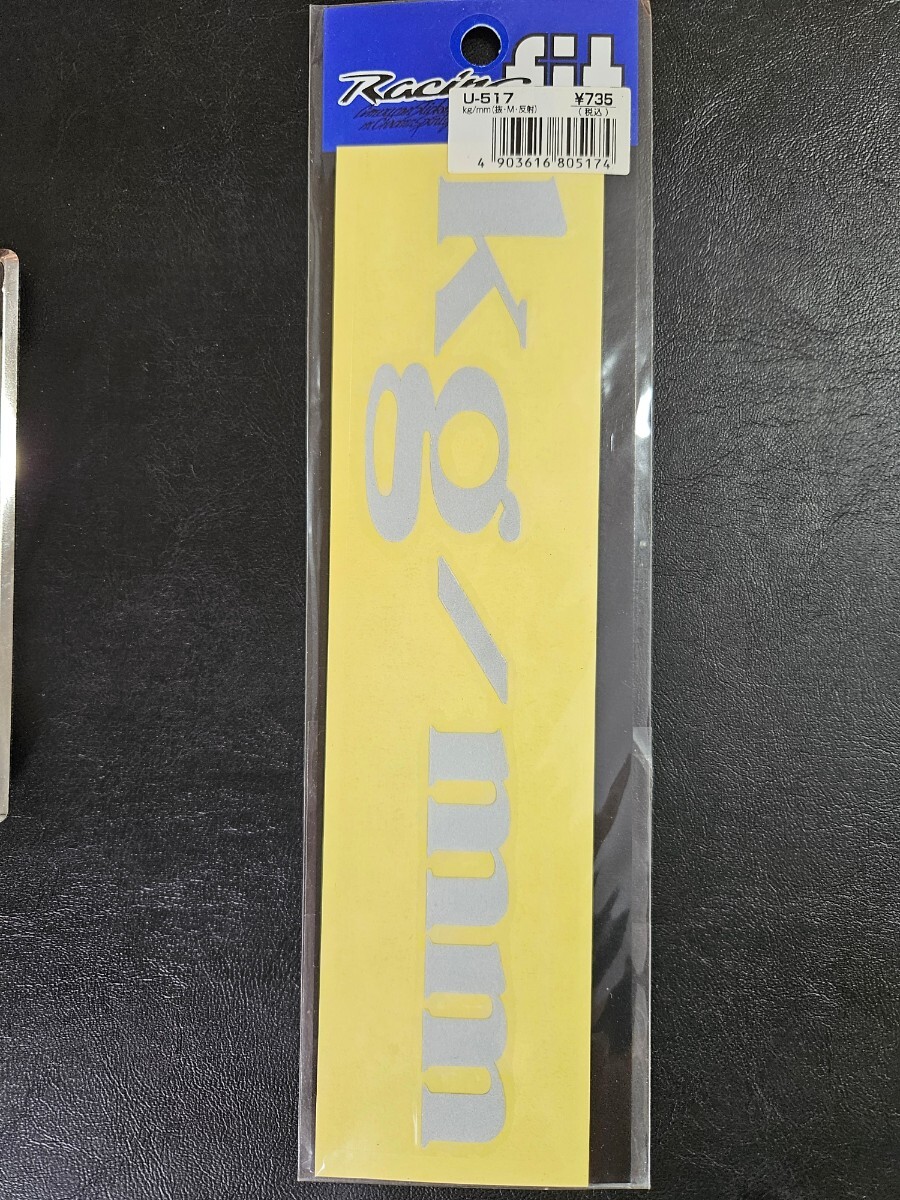 fit
Racing
U-517 ¥735
kg/mm(抜・M・反射) (税込)
4 903616 805174
kg/mm